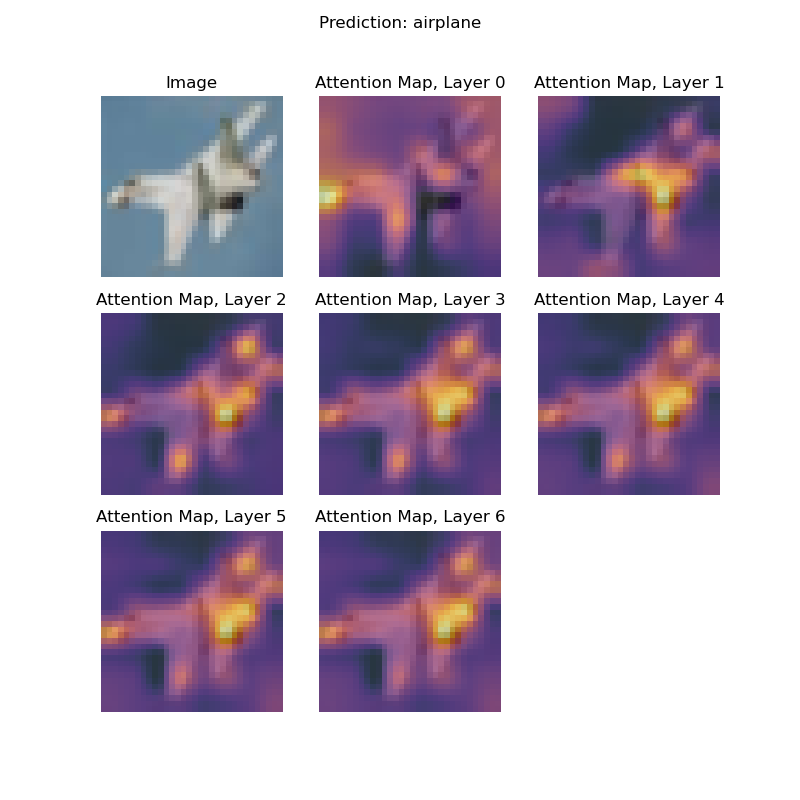 Prediction: airplane
Image
Attention Map, Layer 0
Attention Map, Layer 1
Attention Map, Layer 2
Attention Map, Layer 3
Attention Map, Layer 4
Attention Map, Layer 5
Attention Map, Layer 6